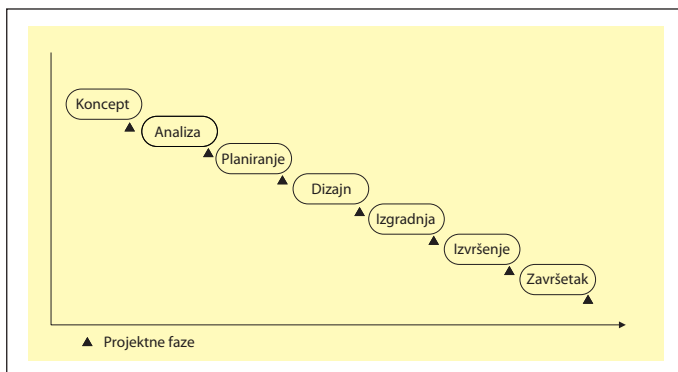 Koncept
Analiza
Planiranje
Dizajn
Izgradnja
Izvršenje
Završetak
▲ Projektne faze